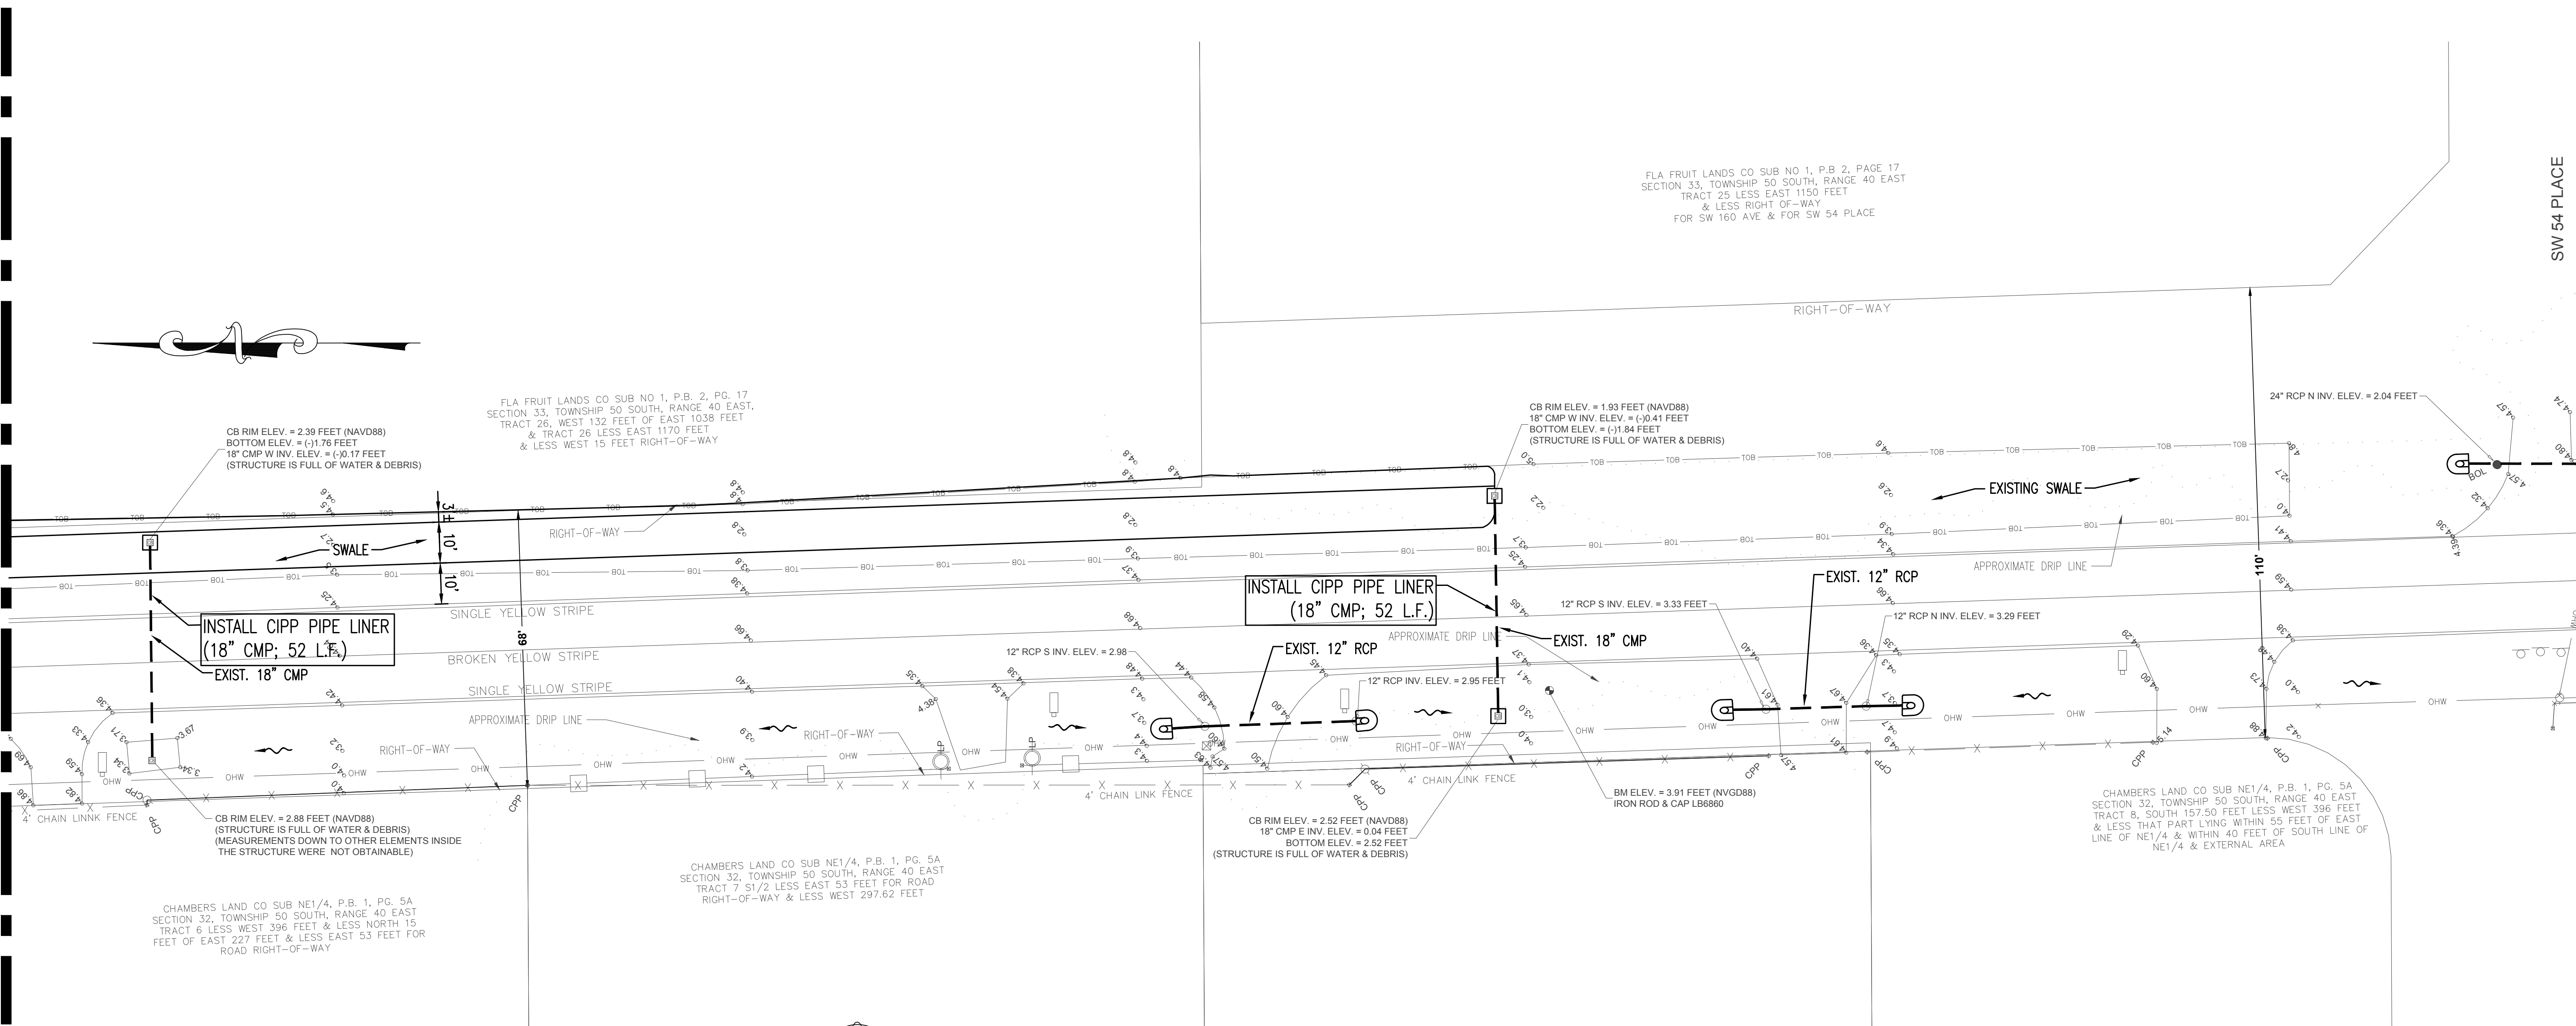 FLA FRUIT LANDS CO SUB NO 1, P.B 2, PAGE 17
SECTION 33, TOWNSHIP 50 SOUTH, RANGE 40 EAST
TRACT 25 LESS EAST 1150 FEET
& LESS RIGHT OF-WAY
FOR SW 160 AVE & FOR SW 54 PLACE
SW 54 PLACE
RIGHT-OF-WAY
FLA FRUIT LANDS CO SUB NO 1, P.B. 2, PG. 17
SECTION 33, TOWNSHIP 50 SOUTH, RANGE 40 EAST,
TRACT 26, WEST 132 FEET OF EAST 1038 FEET
& TRACT 26 LESS EAST 1170 FEET
& LESS WEST 15 FEET RIGHT-OF-WAY
CB RIM ELEV. = 2.39 FEET (NAVD88)
BOTTOM ELEV. = (-)1.76 FEET
18" CMP W INV. ELEV. = (-)0.17 FEET
(STRUCTURE IS FULL OF WATER & DEBRIS)
CB RIM ELEV. = 1.93 FEET (NAVD88)
18" CMP W INV. ELEV. = (-)0.41 FEET
BOTTOM ELEV. = (-)1.84 FEET
(STRUCTURE IS FULL OF WATER & DEBRIS)
24" RCP N INV. ELEV. = 2.04 FEET
EXISTING SWALE
3'±
10'
10'
SWALE
RIGHT-OF-WAY
68'
110'
APPROXIMATE DRIP LINE
INSTALL CIPP PIPE LINER
(18" CMP; 52 L.F.)
EXIST. 18" CMP
SINGLE YELLOW STRIPE
BROKEN YELLOW STRIPE
SINGLE YELLOW STRIPE
APPROXIMATE DRIP LINE
INSTALL CIPP PIPE LINER
(18" CMP; 52 L.F.)
EXIST. 18" CMP
APPROXIMATE DRIP LINE
EXIST. 12" RCP
12" RCP S INV. ELEV. = 2.98
12" RCP INV. ELEV. = 2.95 FEET
12" RCP S INV. ELEV. = 3.33 FEET
EXIST. 12" RCP
12" RCP N INV. ELEV. = 3.29 FEET
RIGHT-OF-WAY
RIGHT-OF-WAY
RIGHT-OF-WAY
4' CHAIN LINNK FENCE
4' CHAIN LINK FENCE
4' CHAIN LINK FENCE
CB RIM ELEV. = 2.88 FEET (NAVD88)
(STRUCTURE IS FULL OF WATER & DEBRIS)
(MEASUREMENTS DOWN TO OTHER ELEMENTS INSIDE
THE STRUCTURE WERE NOT OBTAINABLE)
CB RIM ELEV. = 2.52 FEET (NAVD88)
18" CMP E INV. ELEV. = 0.04 FEET
BOTTOM ELEV. = 2.52 FEET
(STRUCTURE IS FULL OF WATER & DEBRIS)
BM ELEV. = 3.91 FEET (NVGD88)
IRON ROD & CAP LB6860
CHAMBERS LAND CO SUB NE1/4, P.B. 1, PG. 5A
SECTION 32, TOWNSHIP 50 SOUTH, RANGE 40 EAST
TRACT 8, SOUTH 157.50 FEET LESS WEST 396 FEET
& LESS THAT PART LYING WITHIN 55 FEET OF EAST
LINE OF NE1/4 & WITHIN 40 FEET OF SOUTH LINE OF
NE1/4 & EXTERNAL AREA
CHAMBERS LAND CO SUB NE1/4, P.B. 1, PG. 5A
SECTION 32, TOWNSHIP 50 SOUTH, RANGE 40 EAST
TRACT 7 S1/2 LESS EAST 53 FEET FOR ROAD
RIGHT-OF-WAY & LESS WEST 297.62 FEET
CHAMBERS LAND CO SUB NE1/4, P.B. 1, PG. 5A
SECTION 32, TOWNSHIP 50 SOUTH, RANGE 40 EAST
TRACT 6 LESS WEST 396 FEET & LESS NORTH 15
FEET OF EAST 227 FEET & LESS EAST 53 FEET FOR
ROAD RIGHT-OF-WAY